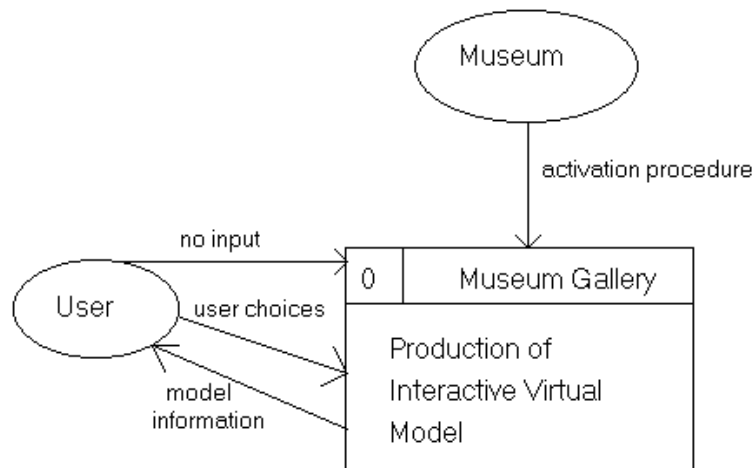 Museum
activation procedure
no input
0
Museum Gallery
User
user choices
Production of
Interactive Virtual
Model
model
information